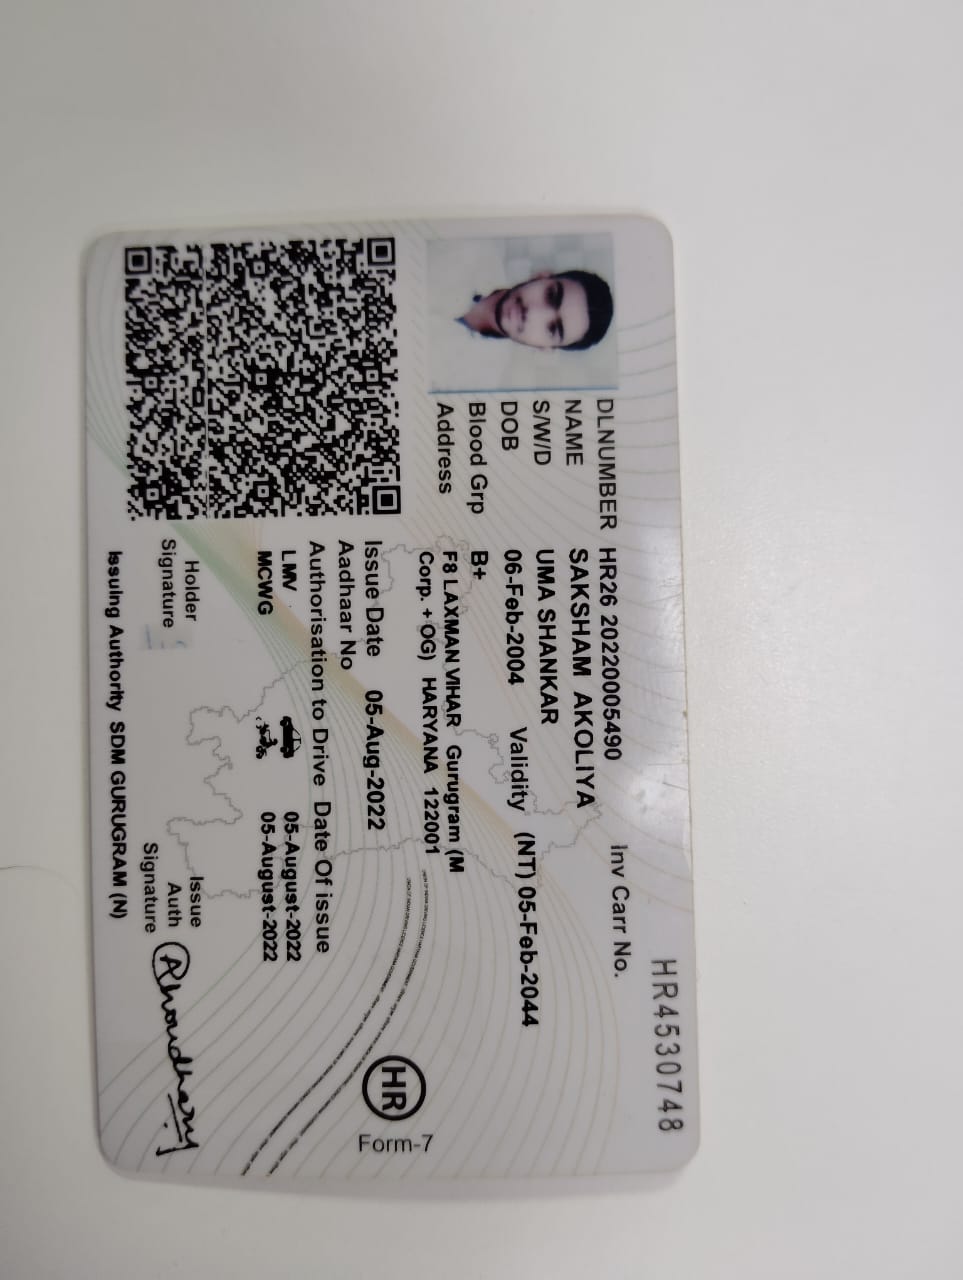 HR4530748
DLNUMBER HR26 20220005490 Inv Carr No.
NAME SAKSHAM AKOLIYA
S/W/D UMA SHANKAR
DOB 06-Feb-2004 Validity (NT) 05-Feb-2044
Blood Grp B+
Address F8 LAXMAN VIHAR Gurugram (M
Corp. + OG) HARYANA 122001
HR
Form-7
Issue Date 05-Aug-2022
Aadhaar No
Authorisation to Drive Date Of issue
LMV 05-August-2022
MCWG 05-August-2022
Holder
Signature
Issue
Auth
Signature
Issuing Authority SDM GURUGRAM (N)